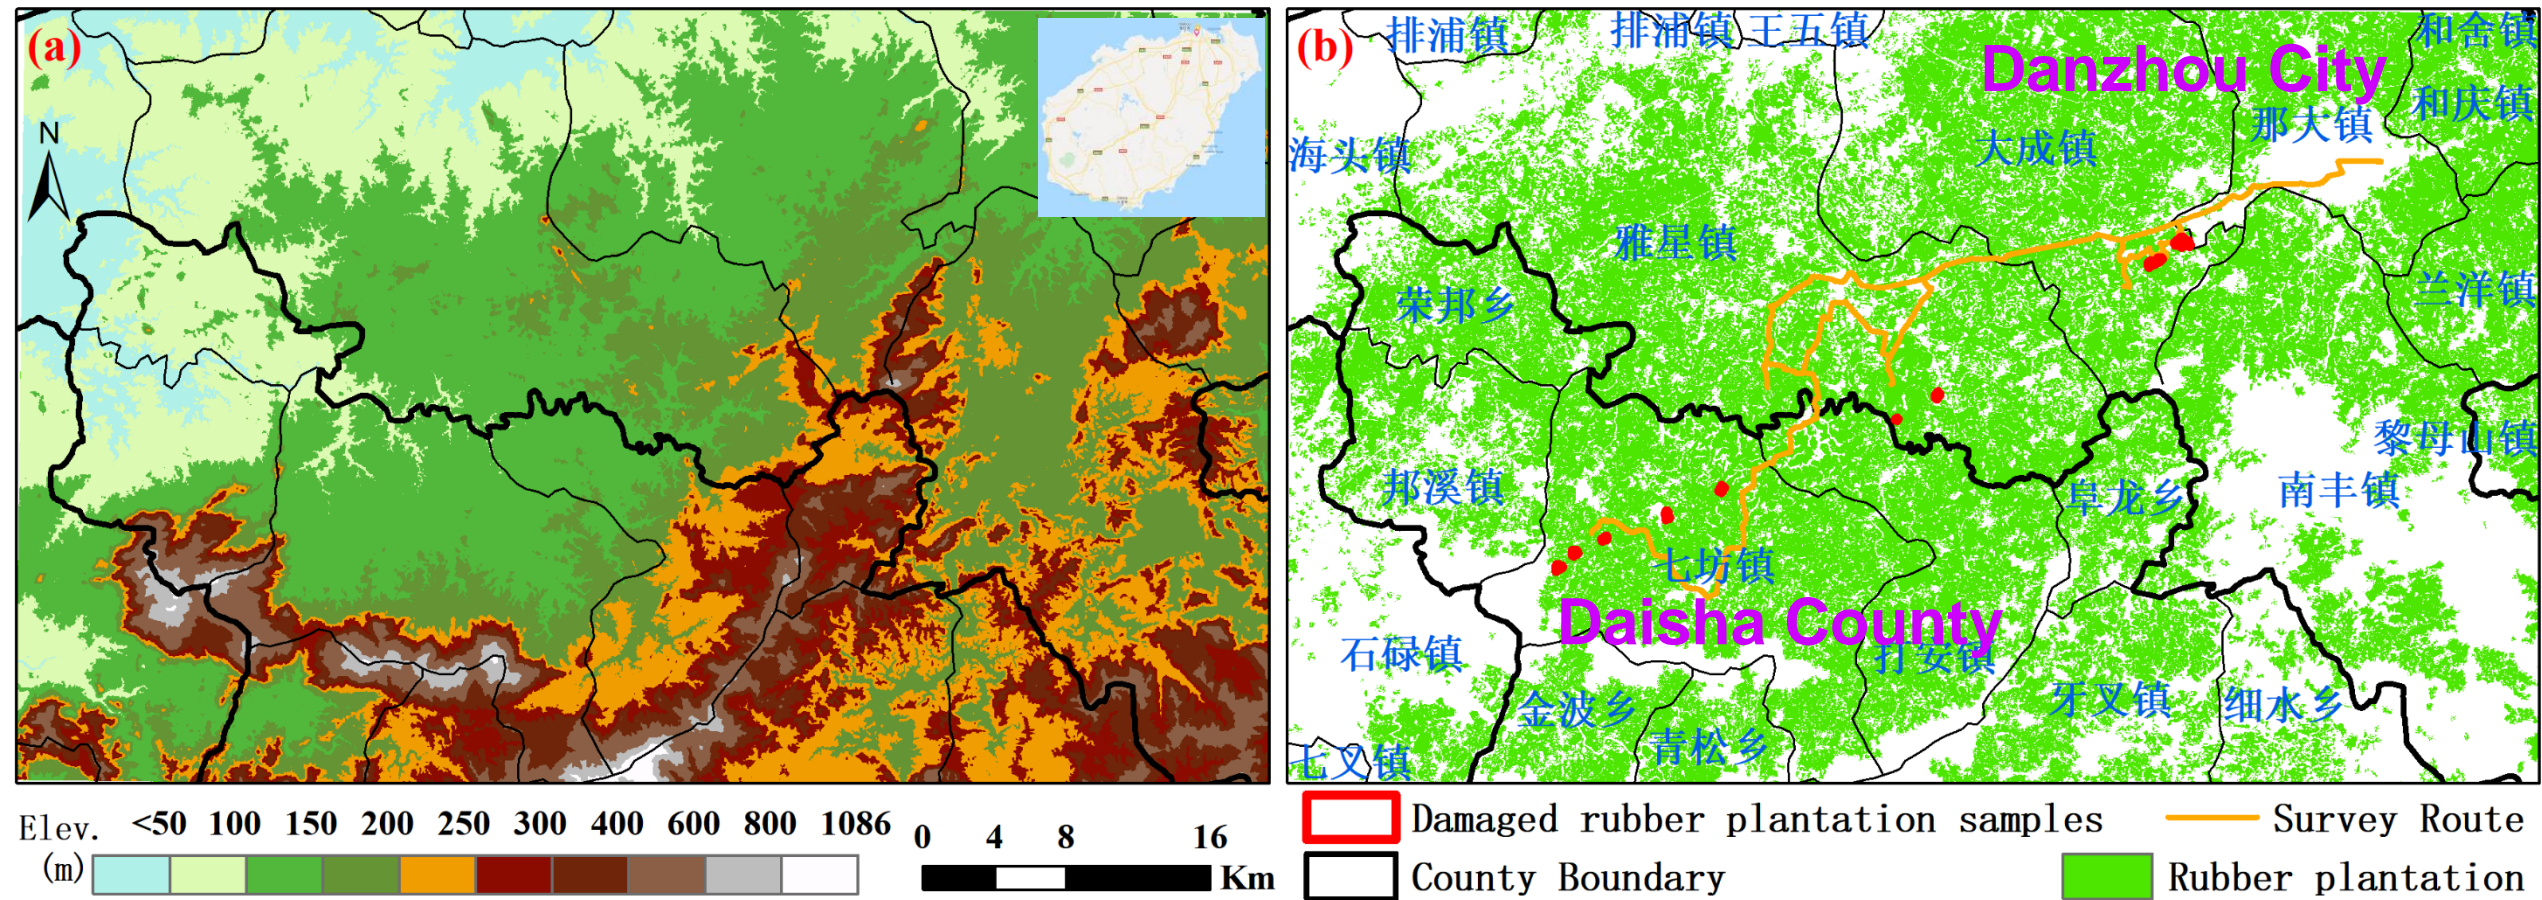 (a)
N
(b)
排浦镇
排浦镇
王五镇
和舍镇
Danzhou City
和庆镇
那大镇
大成镇
海头镇
雅星镇
兰洋镇
荣邦乡
黎母山镇
邦溪镇
阜龙乡
南丰镇
七坊镇
Daisha County
石碌镇
打安镇
金波乡
牙叉镇
细水乡
青松乡
七叉镇
Elev. <50 100 150 200 250 300 400 600 800 1086
(m)
0 4 8 16
Km
Damaged rubber plantation samples
Survey Route
County Boundary
Rubber plantation